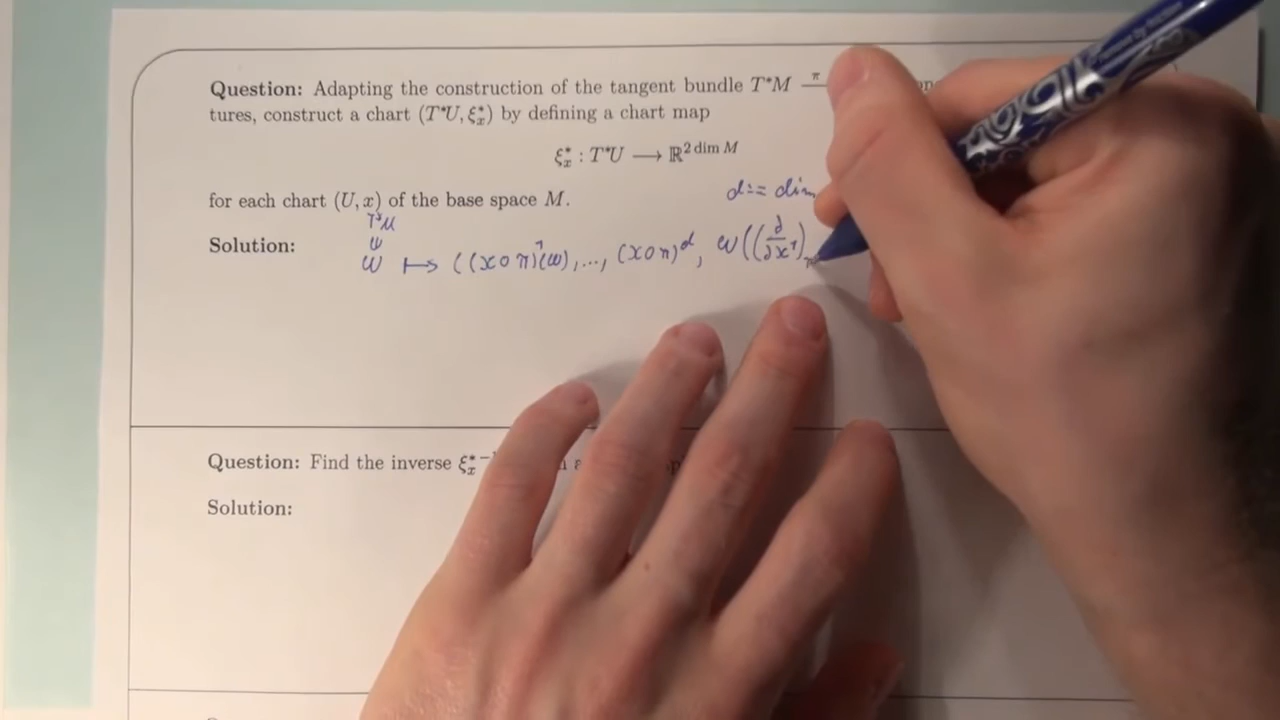 Question: Adapting the construction of the tangent bundle T*M —π
tures, construct a chart (T*U, ξ*ₓ) by defining a chart map
ξ*ₓ : T*U ⟶ ℝ^{2 dim M}
d := dim
for each chart (U, x) of the base space M.
T*M
Solution: ω ↦ ((x∘π)¹(ω), ..., (x∘π)ᵈ, ω((∂/∂x¹)
Question: Find the inverse ξ*ₓ⁻
Solution: